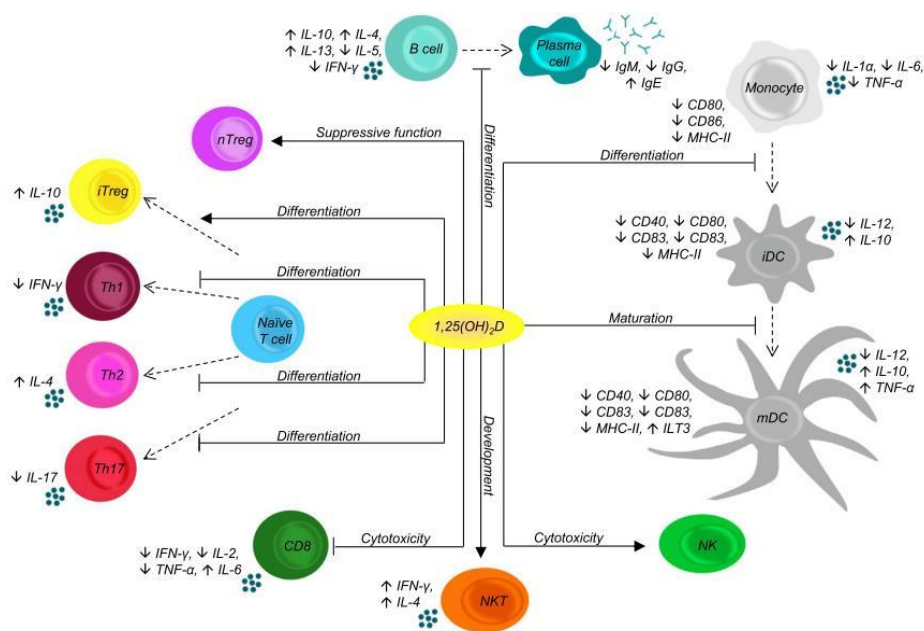 ↑ IL-10, ↑ IL-4,
↑ IL-13, ↓ IL-5,
↓ IFN-γ
B cell
Plasma
cell
↓ IgM, ↓ IgG,
↑ IgE
Monocyte
↓ IL-1α, ↓ IL-6,
↓ TNF-α
↓ CD80,
↓ CD86,
↓ MHC-II
nTreg
Suppressive function
Differentiation
Differentiation
iTreg
↑ IL-10
Differentiation
↓ CD40, ↓ CD80,
↓ CD83, ↓ CD83,
↓ MHC-II
iDC
↓ IL-12,
↑ IL-10
Th1
↓ IFN-γ
Differentiation
Naïve
T cell
1,25(OH)₂D
Maturation
Th2
↑ IL-4
Differentiation
↓ IL-12,
↑ IL-10,
↑ TNF-α
↓ CD40, ↓ CD80,
↓ CD83, ↓ CD83,
↓ MHC-II, ↑ ILT3
mDC
Th17
↓ IL-17
Differentiation
Development
CD8
↓ IFN-γ, ↓ IL-2,
↓ TNF-α, ↑ IL-6
Cytotoxicity
Cytotoxicity
NK
↑ IFN-γ,
↑ IL-4
NKT